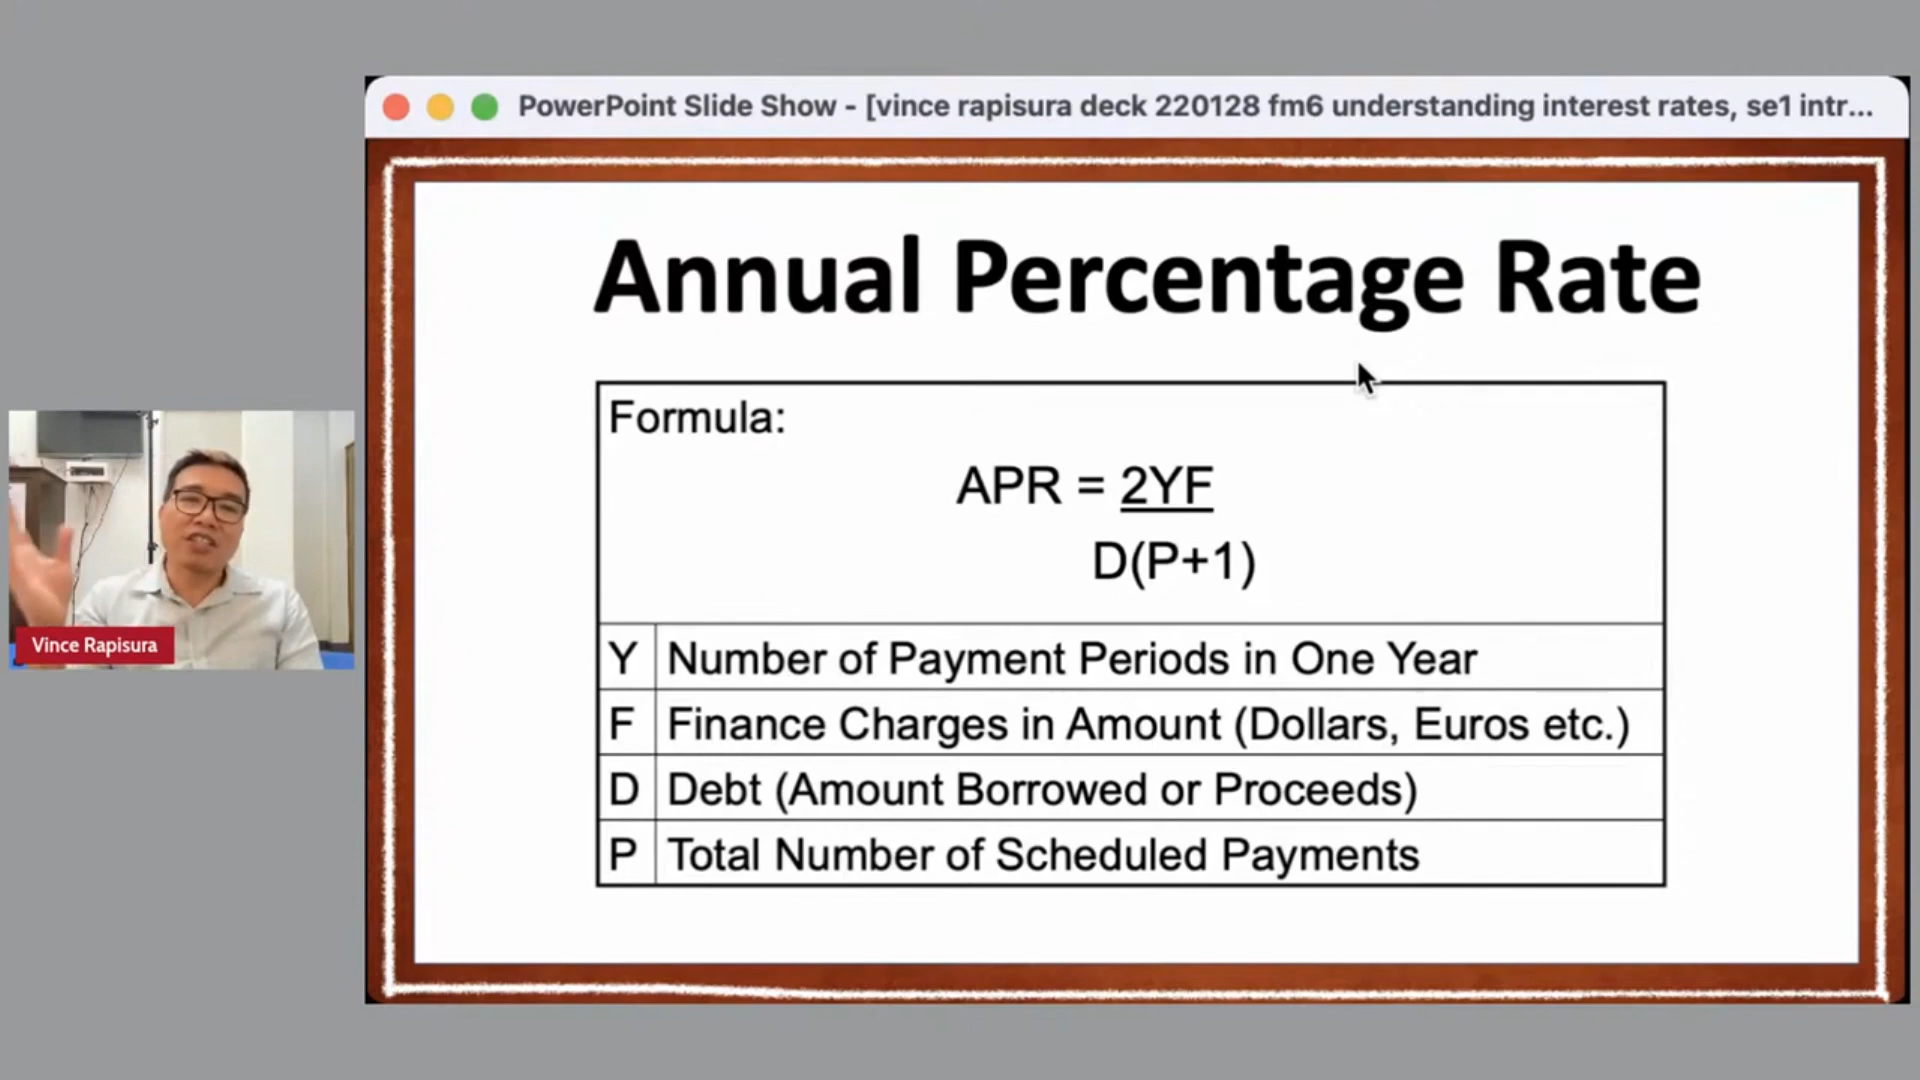 PowerPoint Slide Show - [vince rapisura deck 220128 fm6 understanding interest rates, se1 intr...
Annual Percentage Rate
Formula:
APR = 2YF
D(P+1)
Y Number of Payment Periods in One Year
F Finance Charges in Amount (Dollars, Euros etc.)
D Debt (Amount Borrowed or Proceeds)
P Total Number of Scheduled Payments
Vince Rapisura